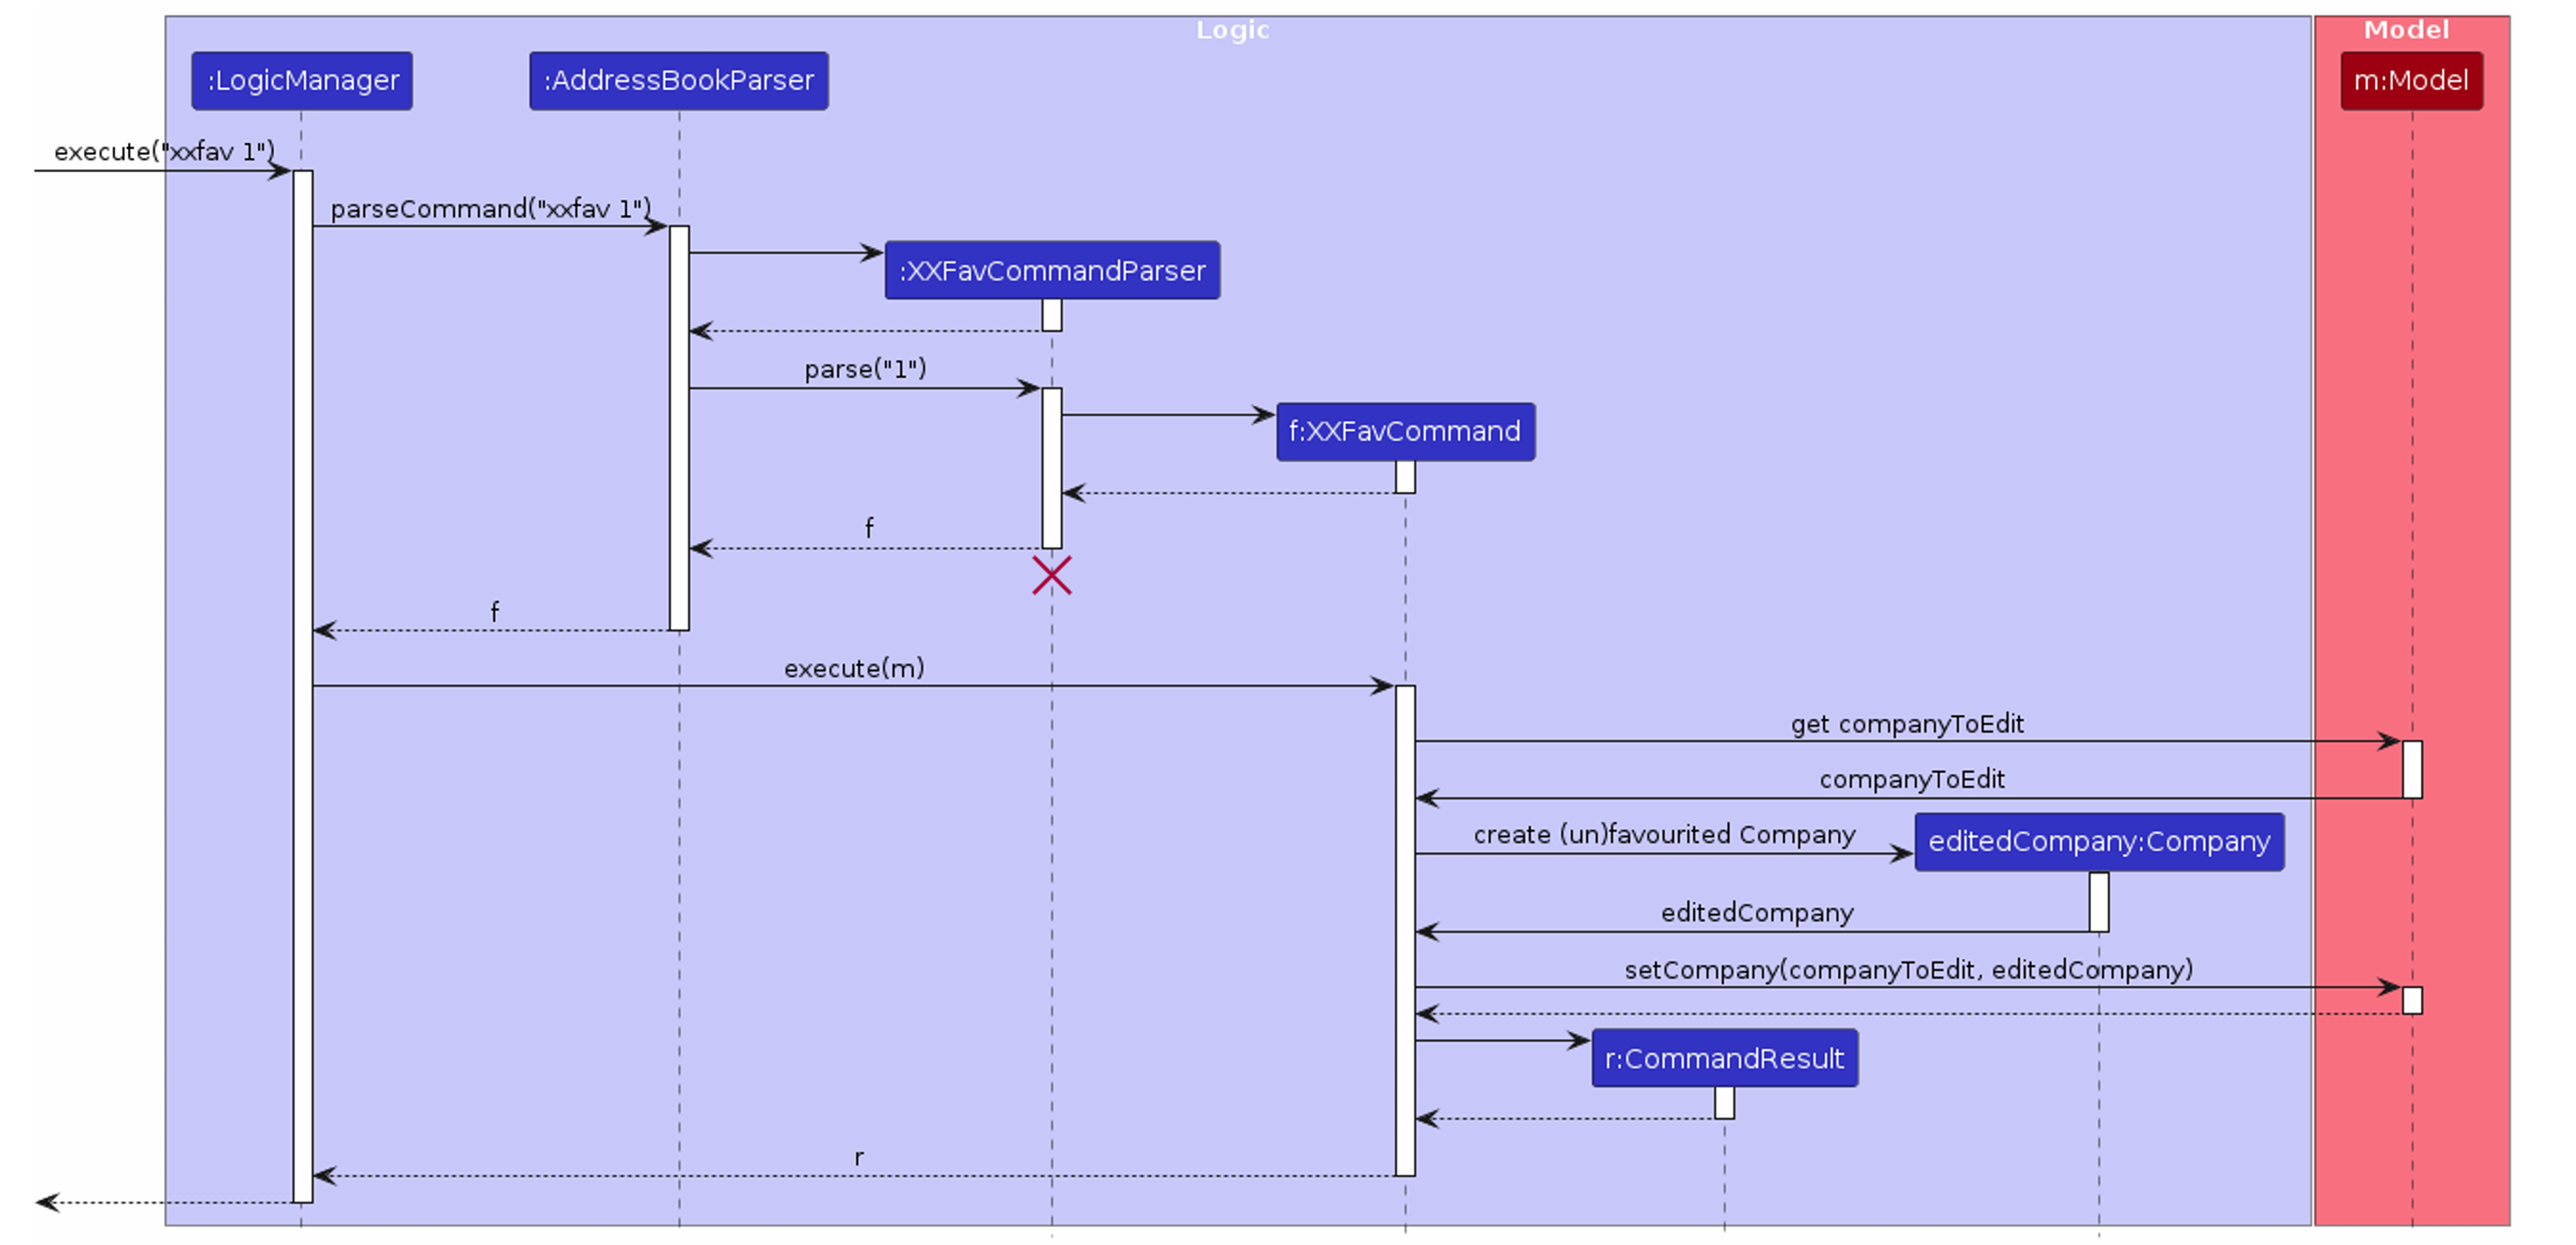 Logic
Model
:LogicManager
:AddressBookParser
m:Model
execute("xxfav 1")
parseCommand("xxfav 1")
:XXFavCommandParser
parse("1")
f:XXFavCommand
f
f
execute(m)
get companyToEdit
companyToEdit
create (un)favourited Company
editedCompany:Company
editedCompany
setCompany(companyToEdit, editedCompany)
r:CommandResult
r